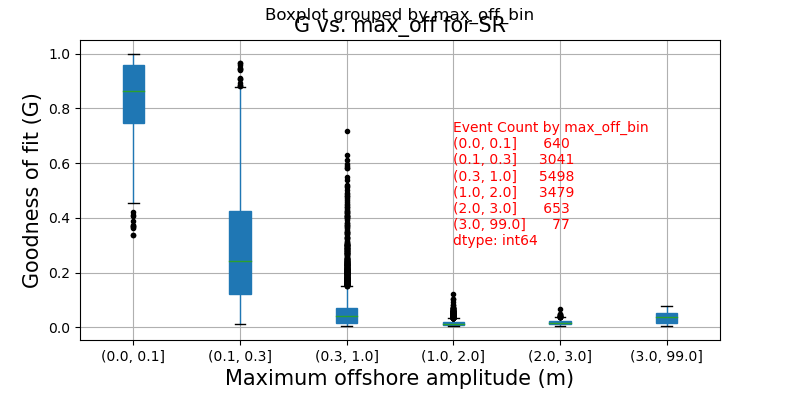 Boxplot grouped by max_off_bin
G vs. max_off for SR
Goodness of fit (G)
1.0
0.8
0.6
0.4
0.2
0.0
Event Count by max_off_bin
(0.0, 0.1] 640
(0.1, 0.3] 3041
(0.3, 1.0] 5498
(1.0, 2.0] 3479
(2.0, 3.0] 653
(3.0, 99.0] 77
dtype: int64
(0.0, 0.1] (0.1, 0.3] (0.3, 1.0] (1.0, 2.0] (2.0, 3.0] (3.0, 99.0]
Maximum offshore amplitude (m)